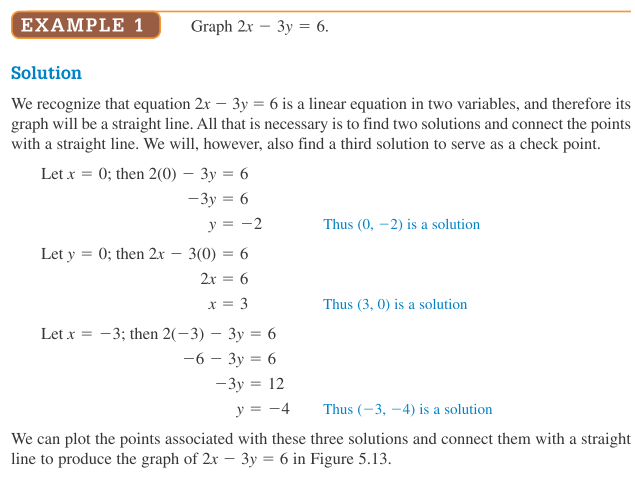 EXAMPLE 1 Graph 2x − 3y = 6.
Solution
We recognize that equation 2x − 3y = 6 is a linear equation in two variables, and therefore its
graph will be a straight line. All that is necessary is to find two solutions and connect the points
with a straight line. We will, however, also find a third solution to serve as a check point.
Let x = 0; then 2(0) − 3y = 6
−3y = 6
y = −2 Thus (0, −2) is a solution
Let y = 0; then 2x − 3(0) = 6
2x = 6
x = 3 Thus (3, 0) is a solution
Let x = −3; then 2(−3) − 3y = 6
−6 − 3y = 6
−3y = 12
y = −4 Thus (−3, −4) is a solution
We can plot the points associated with these three solutions and connect them with a straight
line to produce the graph of 2x − 3y = 6 in Figure 5.13.